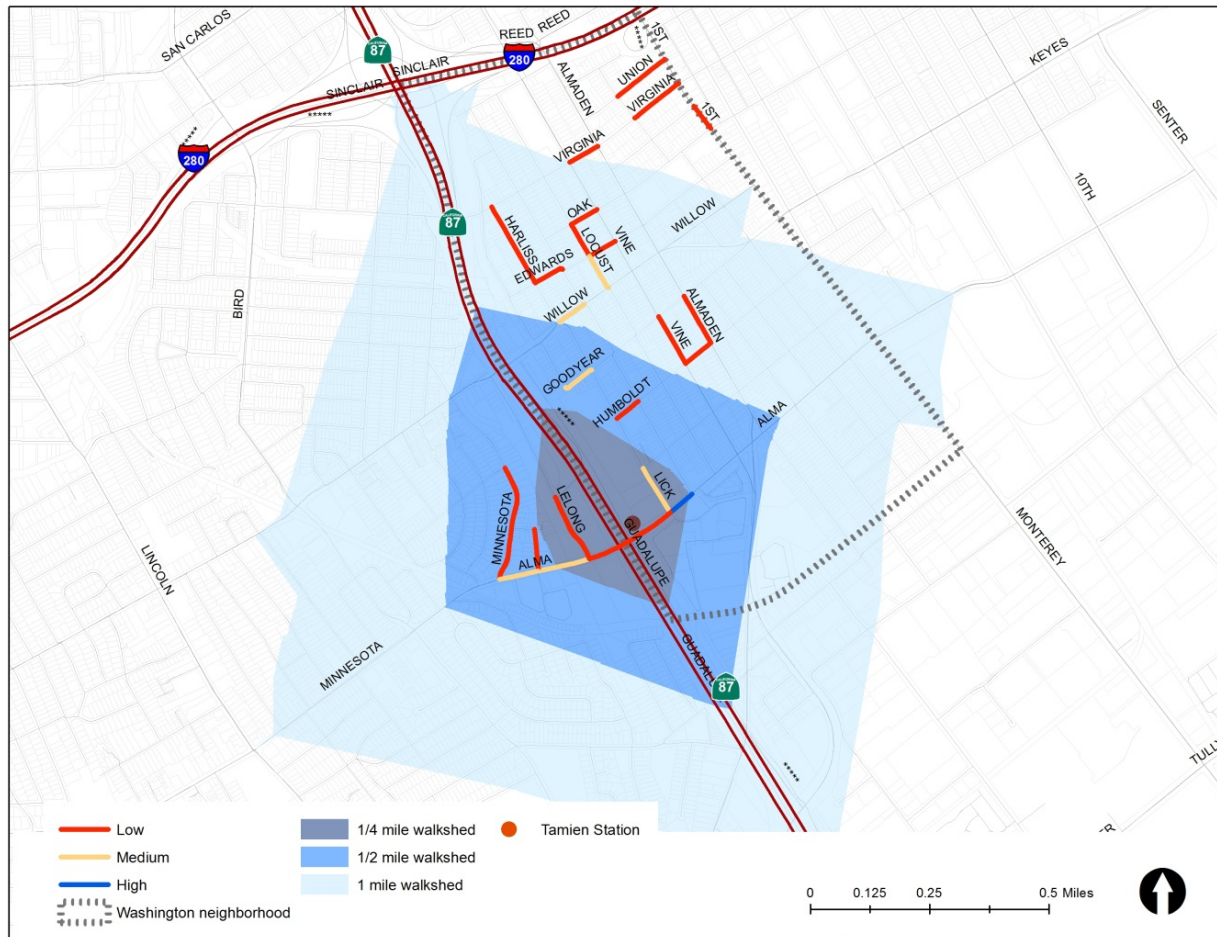 SAN CARLOS
87
SINCLAIR
SINCLAIR
REED
REED
280
280
ALMADEN
1ST
UNION
VIRGINIA
1ST
KEYES
SENTER
10TH
*****
*****
*****
VIRGINIA
87
HARLISS
OAK
LOCUST
VINE
EDWARDS
WILLOW
WILLOW
BIRD
VINE
ALMADEN
GOODYEAR
HUMBOLDT
*****
ALMA
LICK
MINNESOTA
LELONG
GUADALUPE
ALMA
LINCOLN
MONTEREY
MINNESOTA
87
*****
Low
Medium
High
Washington neighborhood
1/4 mile walkshed
1/2 mile walkshed
1 mile walkshed
Tamien Station
0 0.125 0.25 0.5 Miles